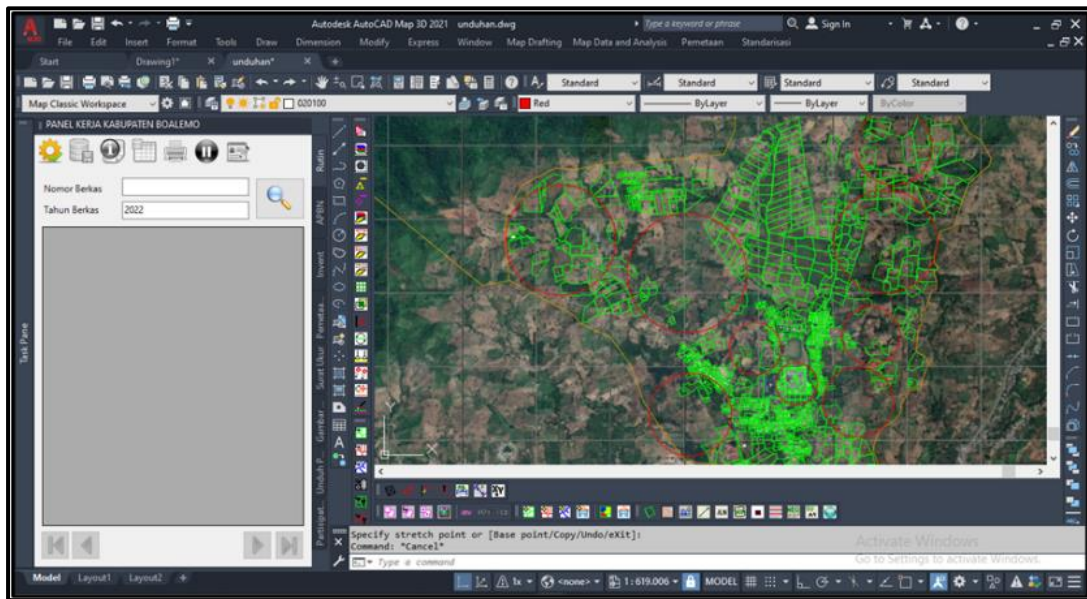 Autodesk AutoCAD Map 3D 2021 unduhan.dwg
Type a keyword or phrase
Sign In
File Edit Insert Format Tools Draw Dimension Modify Express Window Map Drafting Map Data and Analysis Pemetaan Standarisasi
Start Drawing1* unduhan*
Standard Standard Standard Standard
Map Classic Workspace 020100 Red ByLayer ByLayer ByColor
PANEL KERJA KABUPATEN BOALEMO
Nomor Berkas
Tahun Berkas 2022
Task Pane
Rutin
APBN
Invent
Pemetaa...
Surat Ukur
Gambar...
Unduh P...
Partisipat...
Specify stretch point or [Base point/Copy/Undo/eXit]:
Command: *Cancel*
Type a command
Activate Windows
Go to Settings to activate Windows.
Model Layout1 Layout2 +
1x <none> 1:619.006 MODEL